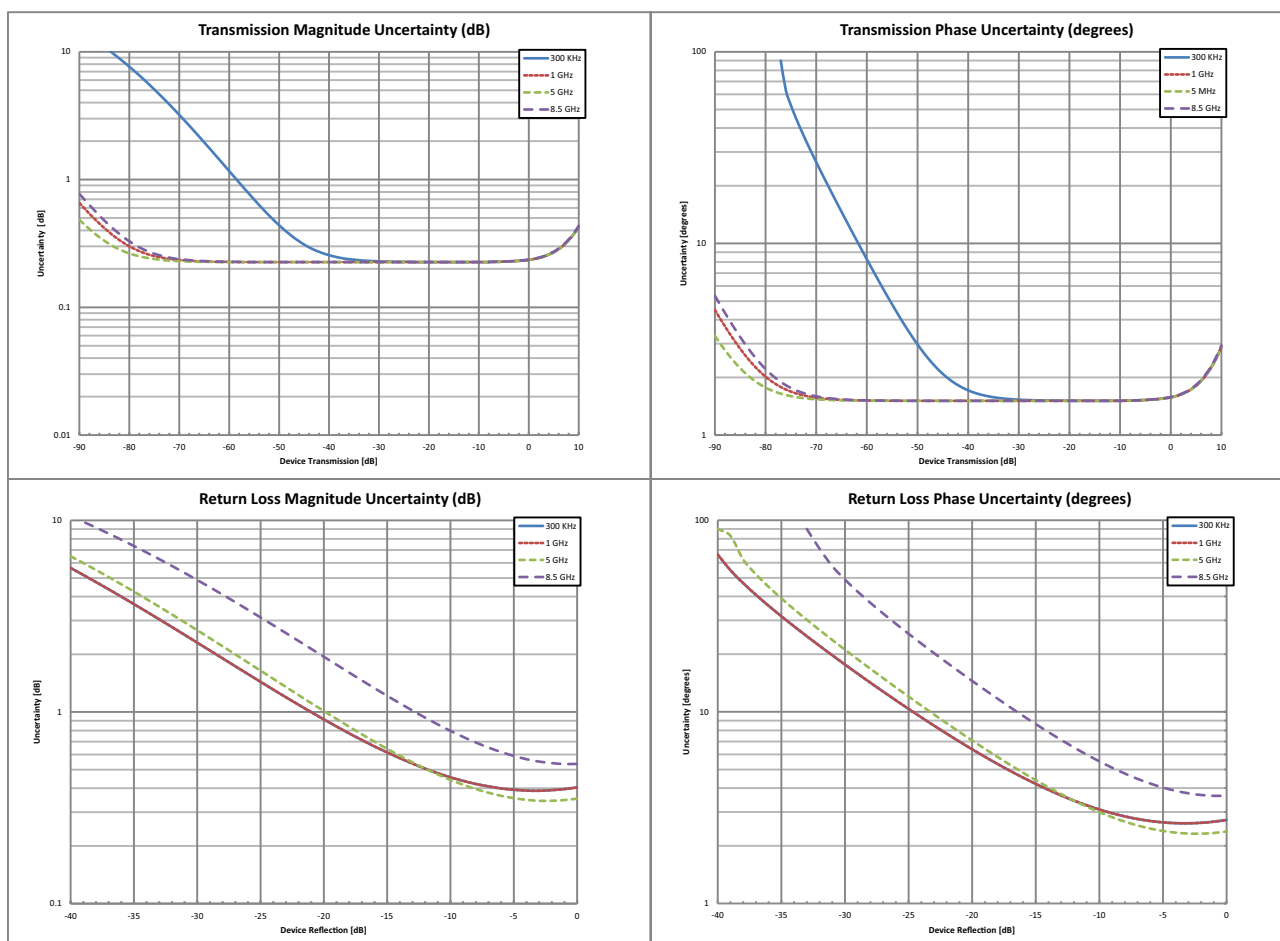 Transmission Magnitude Uncertainty (dB)
10
1
0.1
0.01
Uncertainty [dB]
300 KHz
1 GHz
5 GHz
8.5 GHz
-90 -80 -70 -60 -50 -40 -30 -20 -10 0 10
Device Transmission [dB]
Transmission Phase Uncertainty (degrees)
100
10
1
Uncertainty [degrees]
300 KHz
1 GHz
5 MHz
8.5 GHz
-90 -80 -70 -60 -50 -40 -30 -20 -10 0 10
Device Transmission [dB]
Return Loss Magnitude Uncertainty (dB)
10
1
0.1
Uncertainty [dB]
300 KHz
1 GHz
5 GHz
8.5 GHz
-40 -35 -30 -25 -20 -15 -10 -5 0
Device Reflection [dB]
Return Loss Phase Uncertainty (degrees)
100
10
1
Uncertainty [degrees]
300 KHz
1 GHz
5 GHz
8.5 GHz
-40 -35 -30 -25 -20 -15 -10 -5 0
Device Reflection [dB]